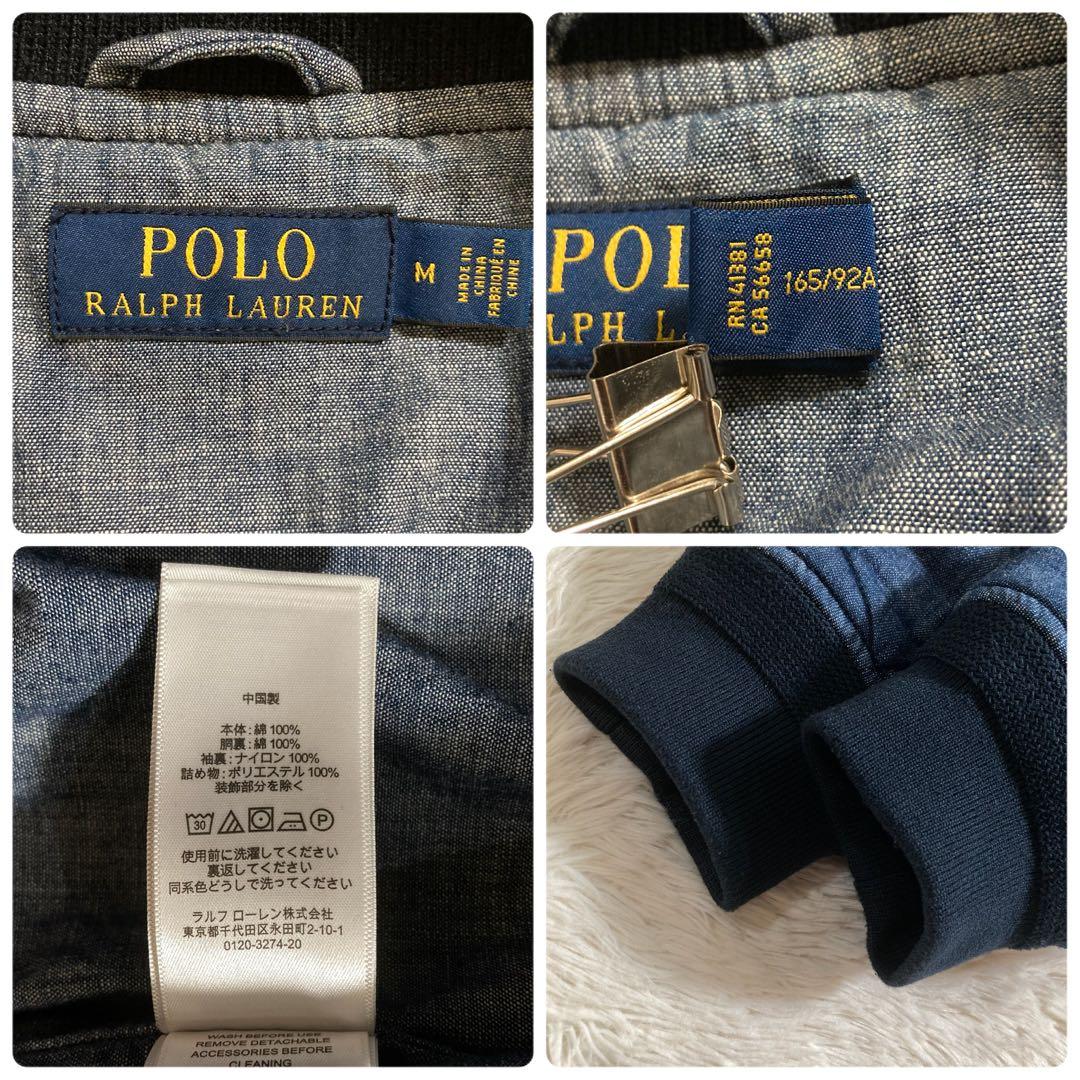 POLO
RALPH LAUREN
M
MADE IN
CHINA
FABRIQUÉ EN
CHINE
POL
LPH L
RN 41381
CA 56658
165/92A
中国製
本体:綿 100%
胴裏:綿 100%
袖裏:ナイロン 100%
詰め物:ポリエステル 100%
装飾部分を除く
30
P
使用前に洗濯してください
裏返してください
同系色どうしで洗ってください
ラルフ ローレン株式会社
東京都千代田区永田町2-10-1
0120-3274-20
WASH BEFORE USE
REMOVE DETACHABLE
ACCESSORIES BEFORE
CLEANING